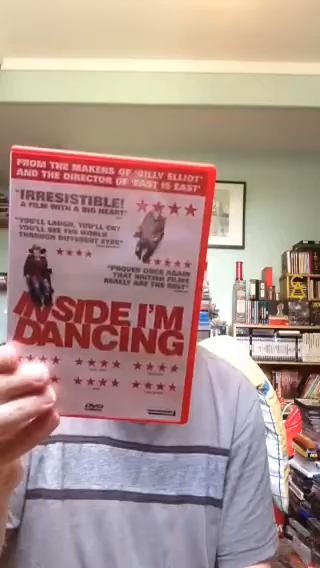 FROM THE MAKERS OF 'BILLY ELLIOT'
AND THE DIRECTOR OF 'EAST IS EAST'
"IRRESISTIBLE!
A FILM WITH A BIG HEART"
"YOU'LL LAUGH, YOU'LL CRY
YOU'LL SEE THE WORLD
THROUGH DIFFERENT EYES"
"PROVES ONCE AGAIN
THAT BRITISH FILMS
REALLY ARE THE BEST"
INSIDE I'M
DANCING
DVD